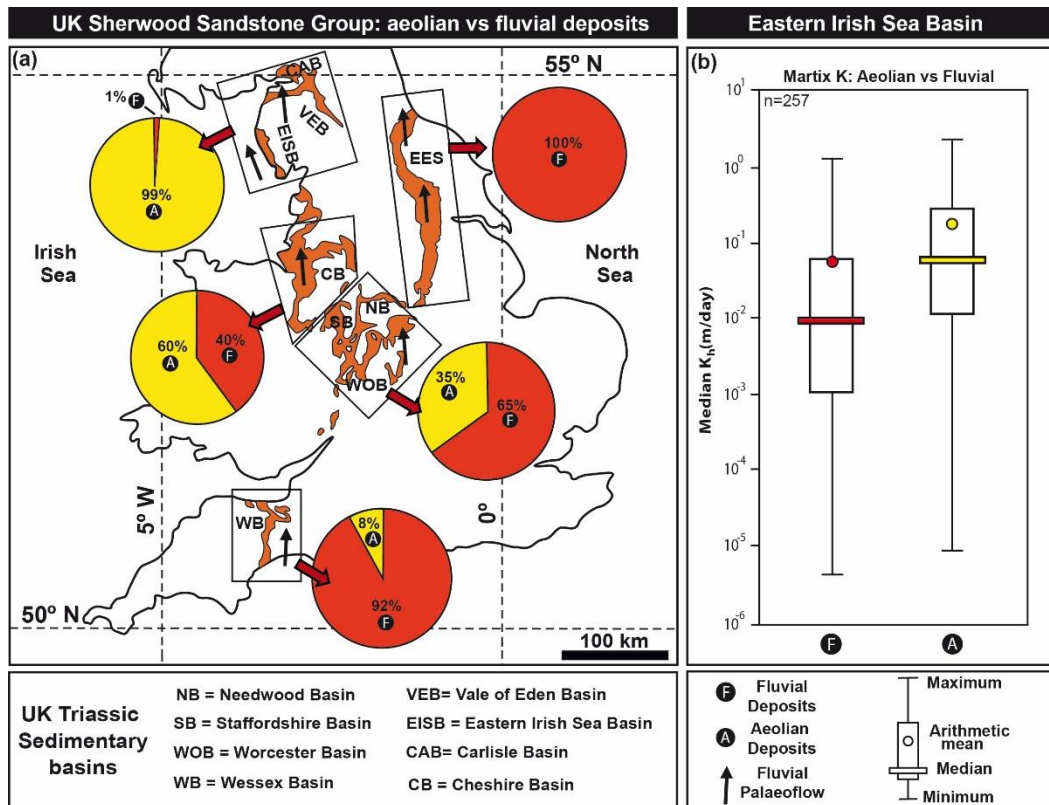 UK Sherwood Sandstone Group: aeolian vs fluvial deposits
(a)
55° N
CAB
1% F
VEB
EISB
99%
A
EES
100%
F
Irish
Sea
North
Sea
CB
NB
SB
WOB
60%
A
40%
F
35%
A
65%
F
5° W
0°
WB
8%
A
92%
F
50° N
100 km
Eastern Irish Sea Basin
(b)
Martix K: Aeolian vs Fluvial
n=257
Median Kh(m/day)
10¹
10⁰
10⁻¹
10⁻²
10⁻³
10⁻⁴
10⁻⁵
10⁻⁶
F
A
UK Triassic
Sedimentary
basins
NB = Needwood Basin
SB = Staffordshire Basin
WOB = Worcester Basin
WB = Wessex Basin
VEB= Vale of Eden Basin
EISB = Eastern Irish Sea Basin
CAB = Carlisle Basin
CB = Cheshire Basin
F Fluvial
Deposits
A Aeolian
Deposits
Fluvial
Palaeoflow
Maximum
Arithmetic
mean
Median
Minimum